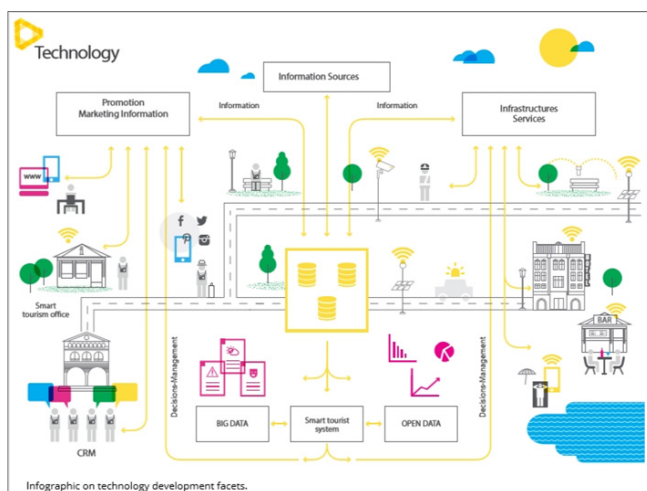 Technology
Information Sources
Promotion
Marketing Information
Information
Information
Infrastructures
Services
www
Smart
tourism office
BAR
Decisions-Management
Decisions-Management
BIG DATA
Smart tourist
system
OPEN DATA
CRM
Infographic on technology development facets.